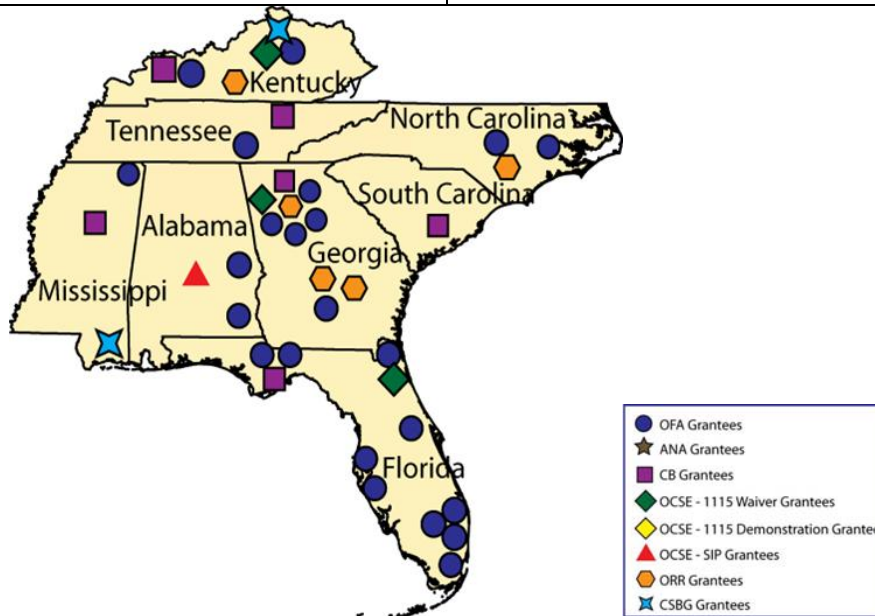 Kentucky
Tennessee
North Carolina
South Carolina
Alabama
Georgia
Mississippi
Florida
OFA Grantees
ANA Grantees
CB Grantees
OCSE - 1115 Waiver Grantees
OCSE - 1115 Demonstration Grantee
OCSE - SIP Grantees
ORR Grantees
CSBG Grantees